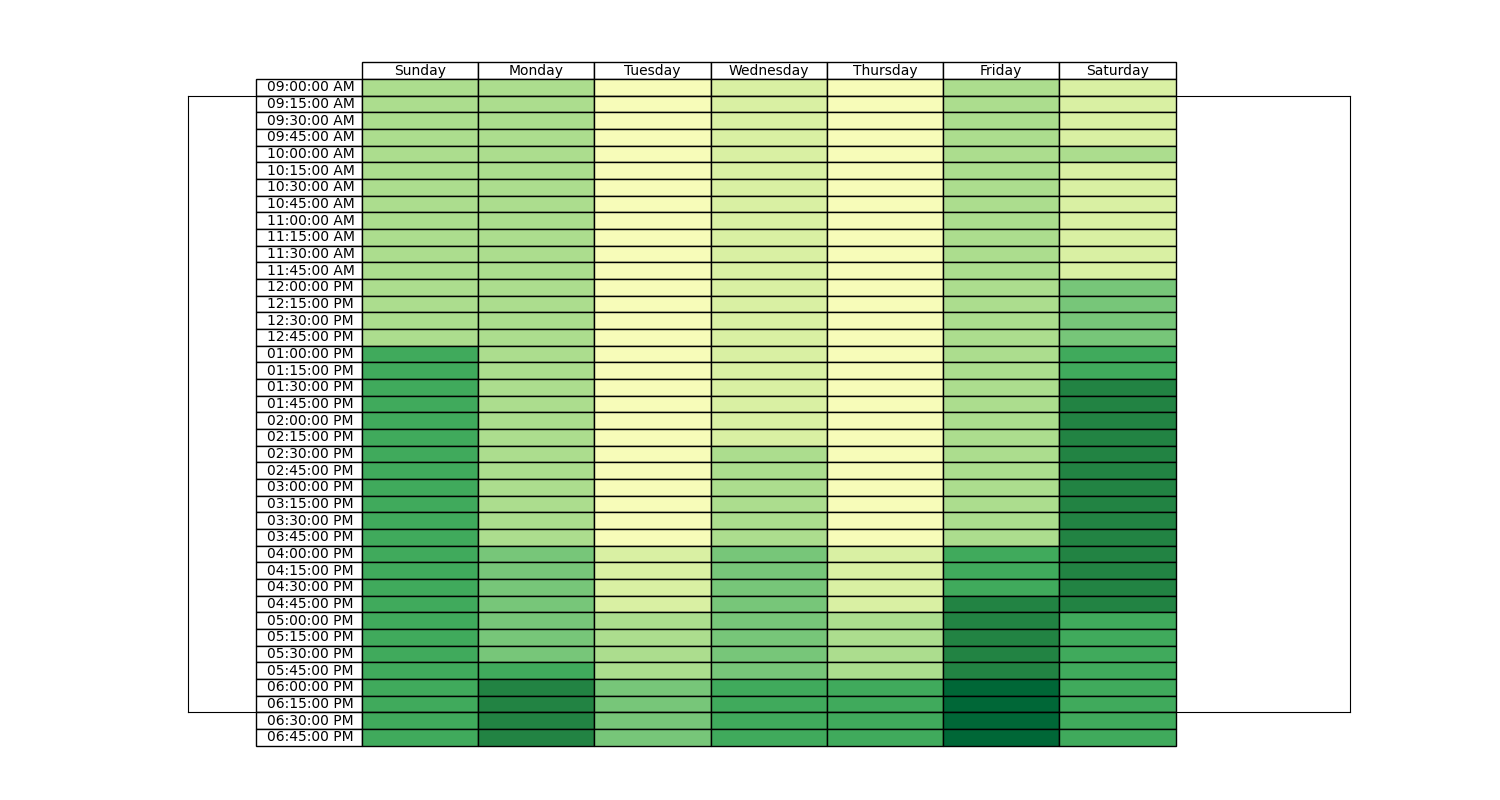 Sunday Monday Tuesday Wednesday Thursday Friday Saturday
09:00:00 AM
09:15:00 AM
09:30:00 AM
09:45:00 AM
10:00:00 AM
10:15:00 AM
10:30:00 AM
10:45:00 AM
11:00:00 AM
11:15:00 AM
11:30:00 AM
11:45:00 AM
12:00:00 PM
12:15:00 PM
12:30:00 PM
12:45:00 PM
01:00:00 PM
01:15:00 PM
01:30:00 PM
01:45:00 PM
02:00:00 PM
02:15:00 PM
02:30:00 PM
02:45:00 PM
03:00:00 PM
03:15:00 PM
03:30:00 PM
03:45:00 PM
04:00:00 PM
04:15:00 PM
04:30:00 PM
04:45:00 PM
05:00:00 PM
05:15:00 PM
05:30:00 PM
05:45:00 PM
06:00:00 PM
06:15:00 PM
06:30:00 PM
06:45:00 PM